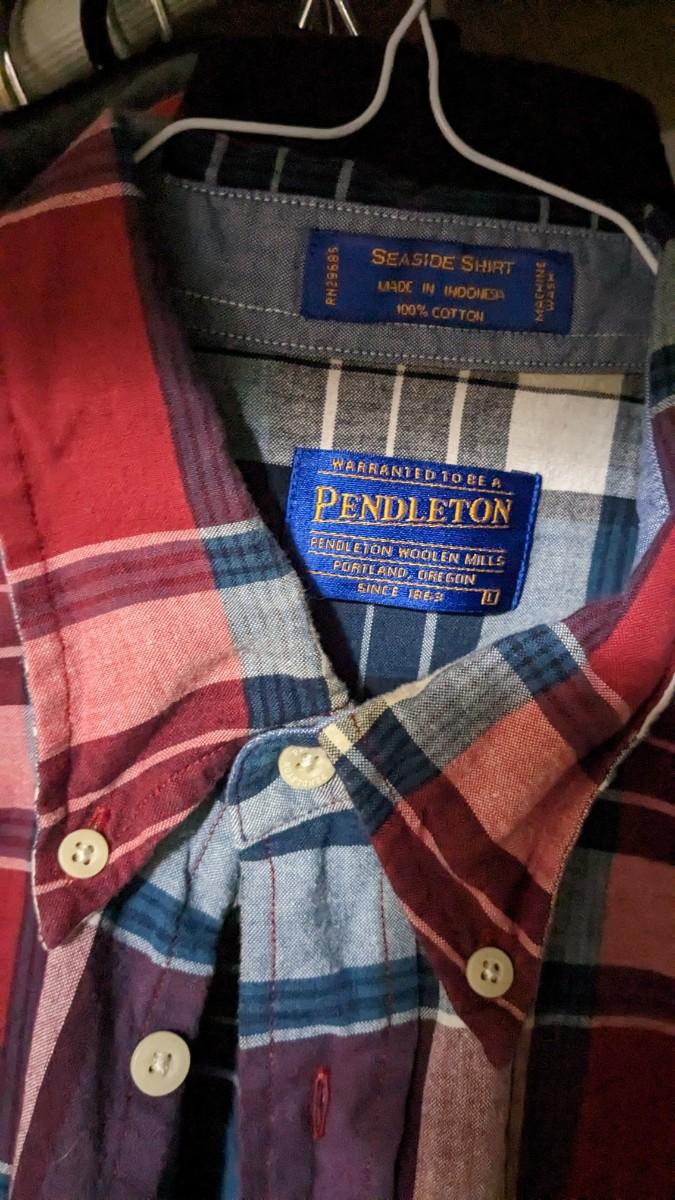 RN29685
SEASIDE SHIRT
MADE IN INDONESIA
100% COTTON
MACHINE
WASH
WARRANTED TO BE A
PENDLETON
PENDLETON WOOLEN MILLS
PORTLAND, OREGON
SINCE 1863
L